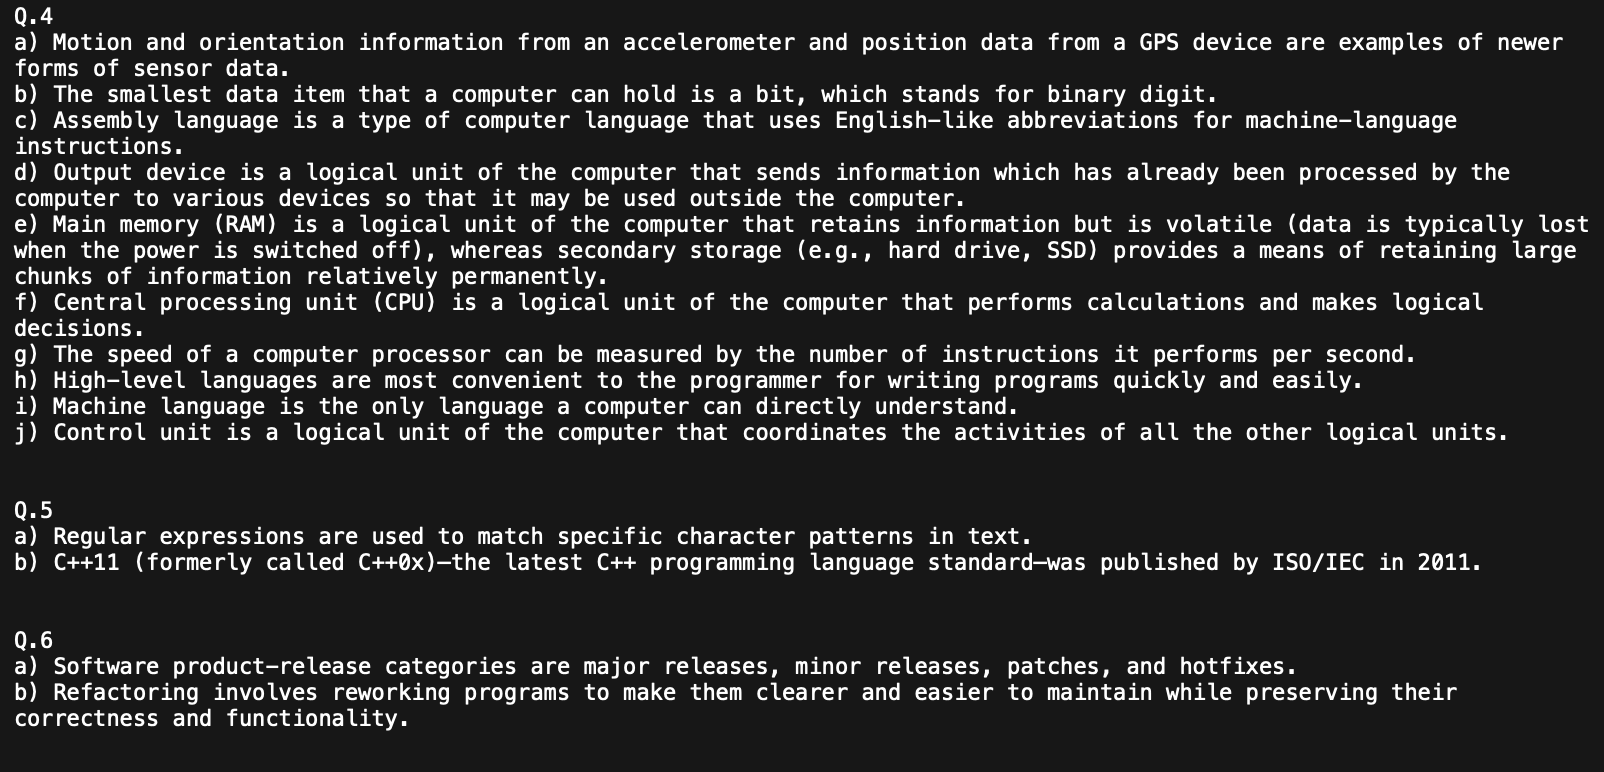 Q.4
a) Motion and orientation information from an accelerometer and position data from a GPS device are examples of newer
forms of sensor data.
b) The smallest data item that a computer can hold is a bit, which stands for binary digit.
c) Assembly language is a type of computer language that uses English–like abbreviations for machine–language
instructions.
d) Output device is a logical unit of the computer that sends information which has already been processed by the
computer to various devices so that it may be used outside the computer.
e) Main memory (RAM) is a logical unit of the computer that retains information but is volatile (data is typically lost
when the power is switched off), whereas secondary storage (e.g., hard drive, SSD) provides a means of retaining large
chunks of information relatively permanently.
f) Central processing unit (CPU) is a logical unit of the computer that performs calculations and makes logical
decisions.
g) The speed of a computer processor can be measured by the number of instructions it performs per second.
h) High–level languages are most convenient to the programmer for writing programs quickly and easily.
i) Machine language is the only language a computer can directly understand.
j) Control unit is a logical unit of the computer that coordinates the activities of all the other logical units.
Q.5
a) Regular expressions are used to match specific character patterns in text.
b) C++11 (formerly called C++0x)—the latest C++ programming language standard—was published by ISO/IEC in 2011.
Q.6
a) Software product–release categories are major releases, minor releases, patches, and hotfixes.
b) Refactoring involves reworking programs to make them clearer and easier to maintain while preserving their
correctness and functionality.